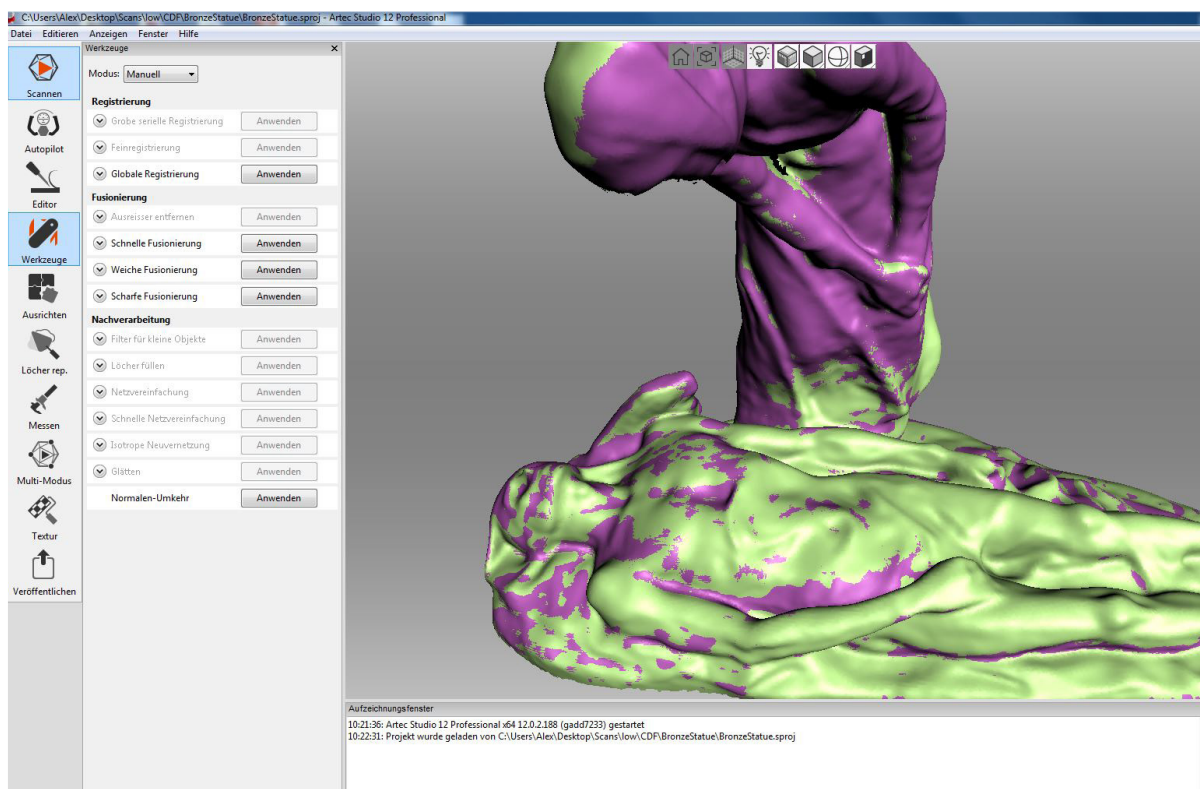 C:\Users\Alex\Desktop\Scans\low\CDF\BronzeStatue\BronzeStatue.sproj - Artec Studio 12 Professional
Datei Editieren Anzeigen Fenster Hilfe
Scannen
Autopilot
Editor
Werkzeuge
Ausrichten
Löcher rep.
Messen
Multi-Modus
Textur
Veröffentlichen
Werkzeuge
Modus: Manuell
Registrierung
Grobe serielle Registrierung Anwenden
Feinregistrierung Anwenden
Globale Registrierung Anwenden
Fusionierung
Ausreisser entfernen Anwenden
Schnelle Fusionierung Anwenden
Weiche Fusionierung Anwenden
Scharfe Fusionierung Anwenden
Nachverarbeitung
Filter für kleine Objekte Anwenden
Löcher füllen Anwenden
Netzvereinfachung Anwenden
Schnelle Netzvereinfachung Anwenden
Isotrope Neuvernetzung Anwenden
Glätten Anwenden
Normalen-Umkehr Anwenden
Aufzeichnungsfenster
10:21:36: Artec Studio 12 Professional x64 12.0.2.188 (gadd7233) gestartet
10:22:31: Projekt wurde geladen von C:\Users\Alex\Desktop\Scans\low\CDF\BronzeStatue\BronzeStatue.sproj